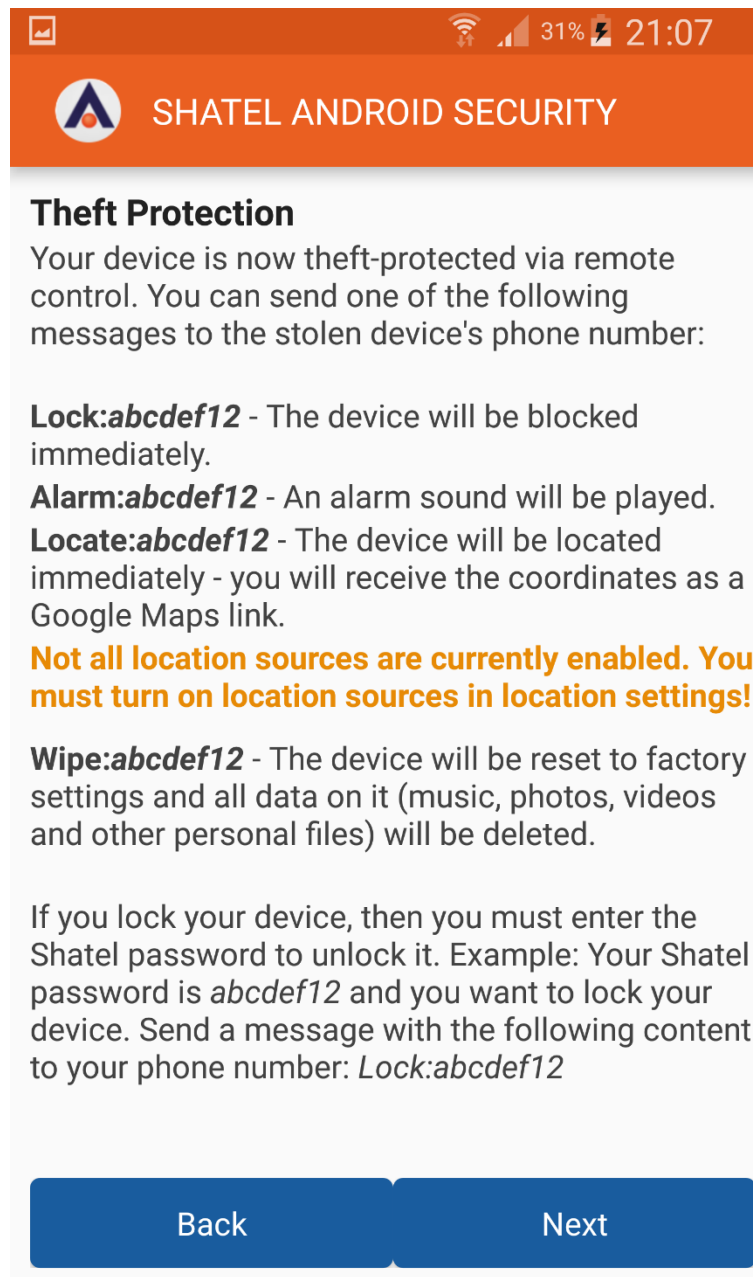 31% 21:07
SHATEL ANDROID SECURITY
Theft Protection
Your device is now theft-protected via remote
control. You can send one of the following
messages to the stolen device's phone number:
Lock:abcdef12 - The device will be blocked
immediately.
Alarm:abcdef12 - An alarm sound will be played.
Locate:abcdef12 - The device will be located
immediately - you will receive the coordinates as a
Google Maps link.
Not all location sources are currently enabled. You
must turn on location sources in location settings!
Wipe:abcdef12 - The device will be reset to factory
settings and all data on it (music, photos, videos
and other personal files) will be deleted.
If you lock your device, then you must enter the
Shatel password to unlock it. Example: Your Shatel
password is abcdef12 and you want to lock your
device. Send a message with the following content
to your phone number: Lock:abcdef12
Back Next